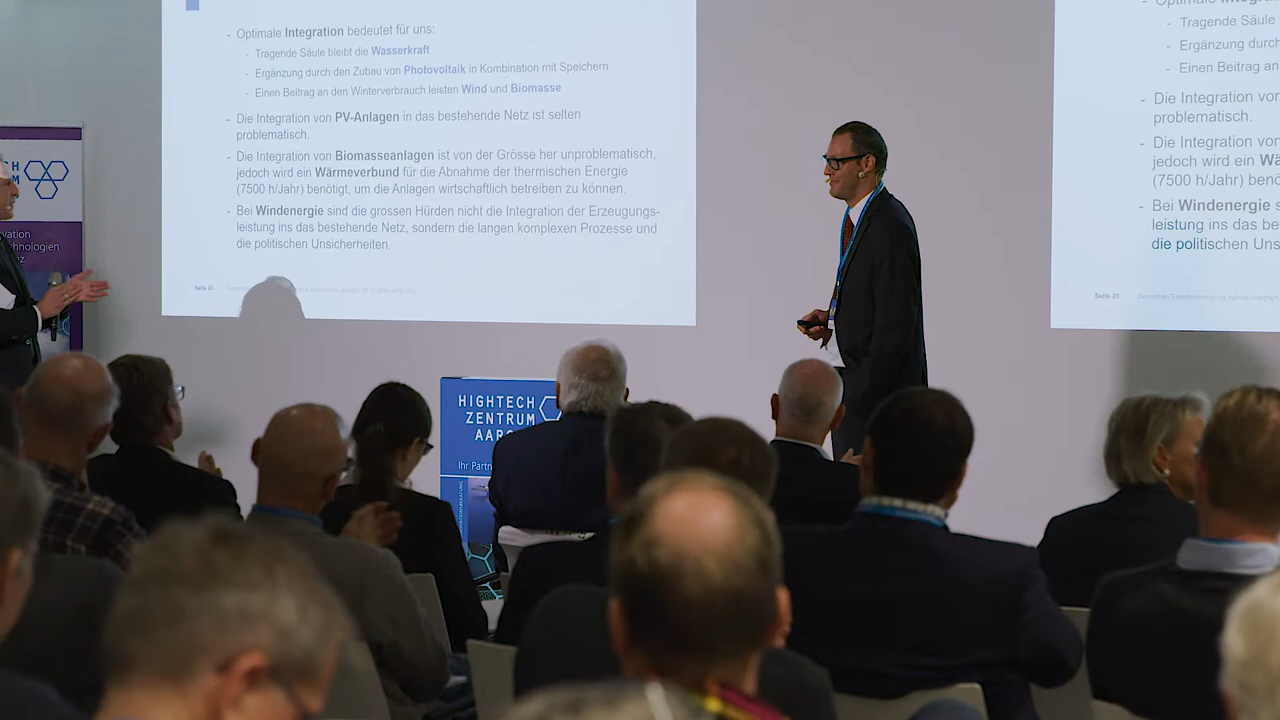 - Optimale Integration bedeutet für uns:
- Tragende Säule bleibt die Wasserkraft
- Ergänzung durch den Zubau von Photovoltaik in Kombination mit Speichern
- Einen Beitrag an den Winterverbrauch leisten Wind und Biomasse
- Die Integration von PV-Anlagen in das bestehende Netz ist selten
problematisch.
- Die Integration von Biomasseanlagen ist von der Grösse her unproblematisch,
jedoch wird ein Wärmeverbund für die Abnahme der thermischen Energie
(7500 h/Jahr) benötigt, um die Anlagen wirtschaftlich betreiben zu können.
- Bei Windenergie sind die grossen Hürden nicht die Integration der Erzeugungs-
leistung ins das bestehende Netz, sondern die langen komplexen Prozesse und
die politischen Unsicherheiten.
- Optimale
- Tragende Säule
- Ergänzung
- Einen Beitrag an
- Die Integration
problematisch.
- Die Integration
jedoch wird ein
(7500 h/Jahr)
- Bei Windenergie
leistung ins das
die politischen
Seite 20
HIGHTECH
ZENTRUM
Ihr